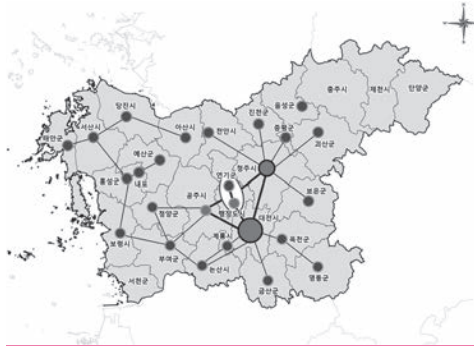 충주시
제천시
단양군
음성군
진천군
당진시
증평군
아산시
천안시
서산시
태안군
괴산군
예산군
청주시
연기군
홍성군
내포
보은군
공주시
청양군
행정도시
대전시
계룡시
보령시
옥천군
부여군
논산시
영동군
서천군
금산군